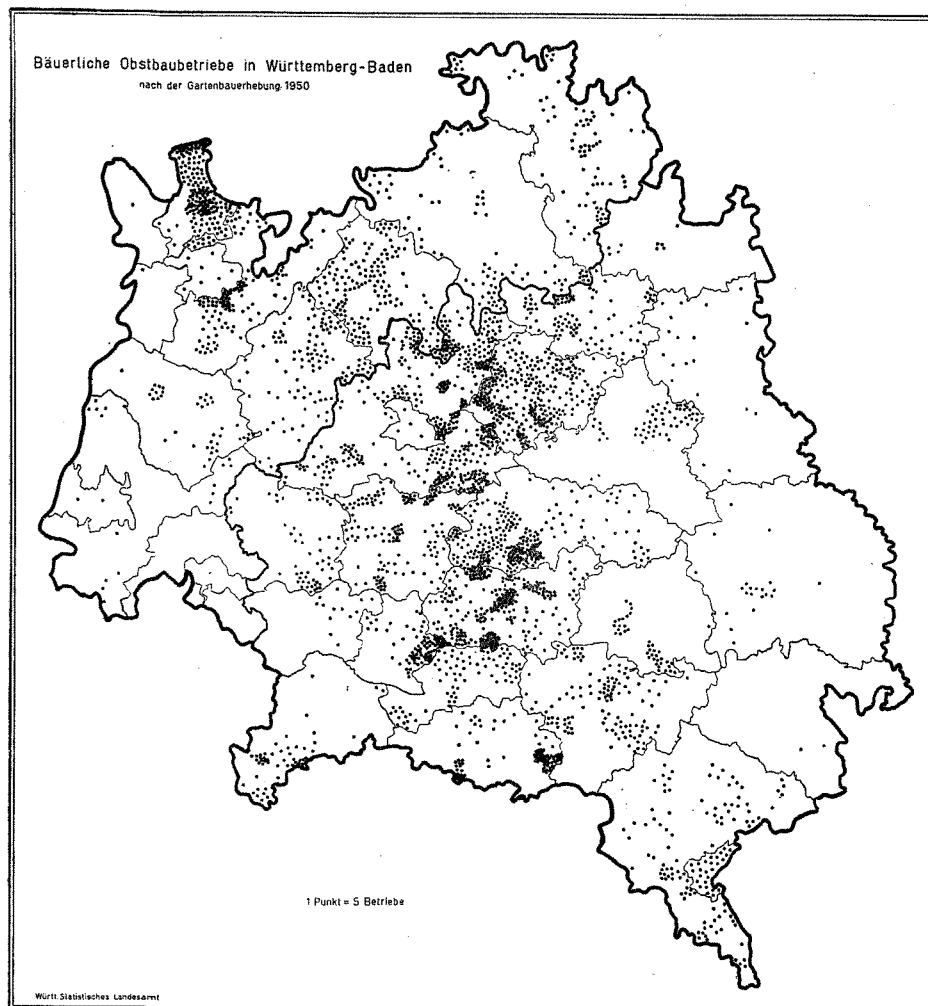 Bäuerliche Obstbaubetriebe in Württemberg-Baden
nach der Gartenbauerhebung 1950
1 Punkt = 5 Betriebe
Württ. Statistisches Landesamt